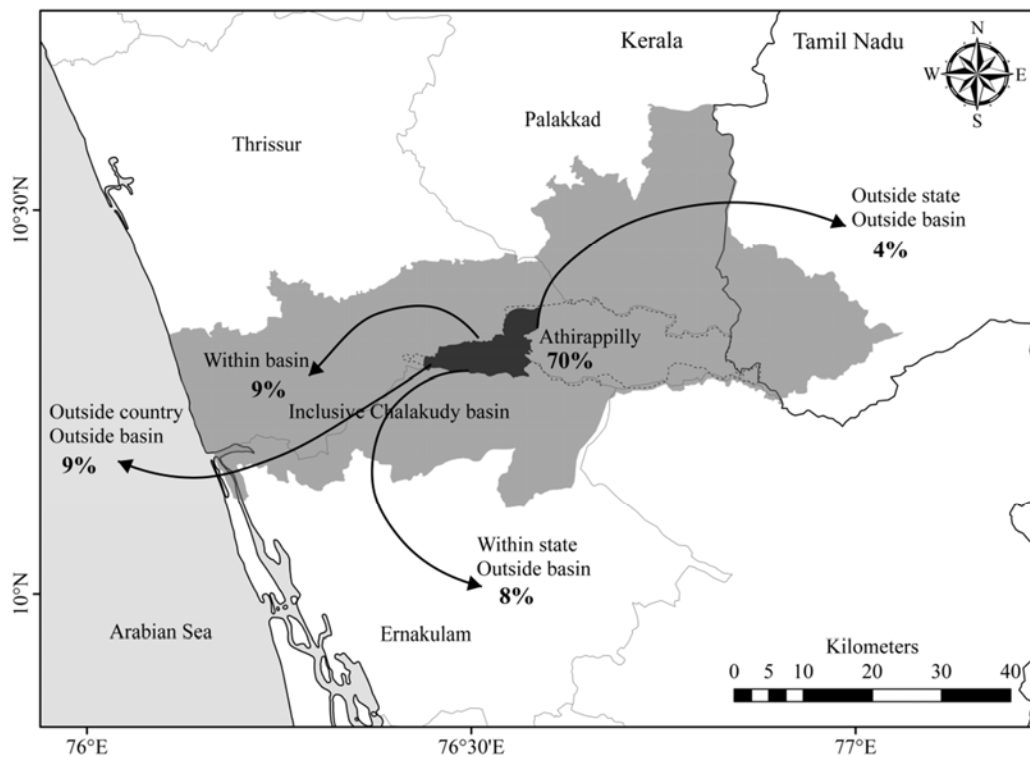 Kerala
Tamil Nadu
N
W
E
S
Palakkad
Thrissur
10°30'N
Outside state
Outside basin
4%
Athirappilly
70%
Within basin
9%
Inclusive Chalakudy basin
Outside country
Outside basin
9%
Within state
Outside basin
8%
10°N
Arabian Sea
Ernakulam
Kilometers
0 5 10 20 30 40
76°E
76°30'E
77°E